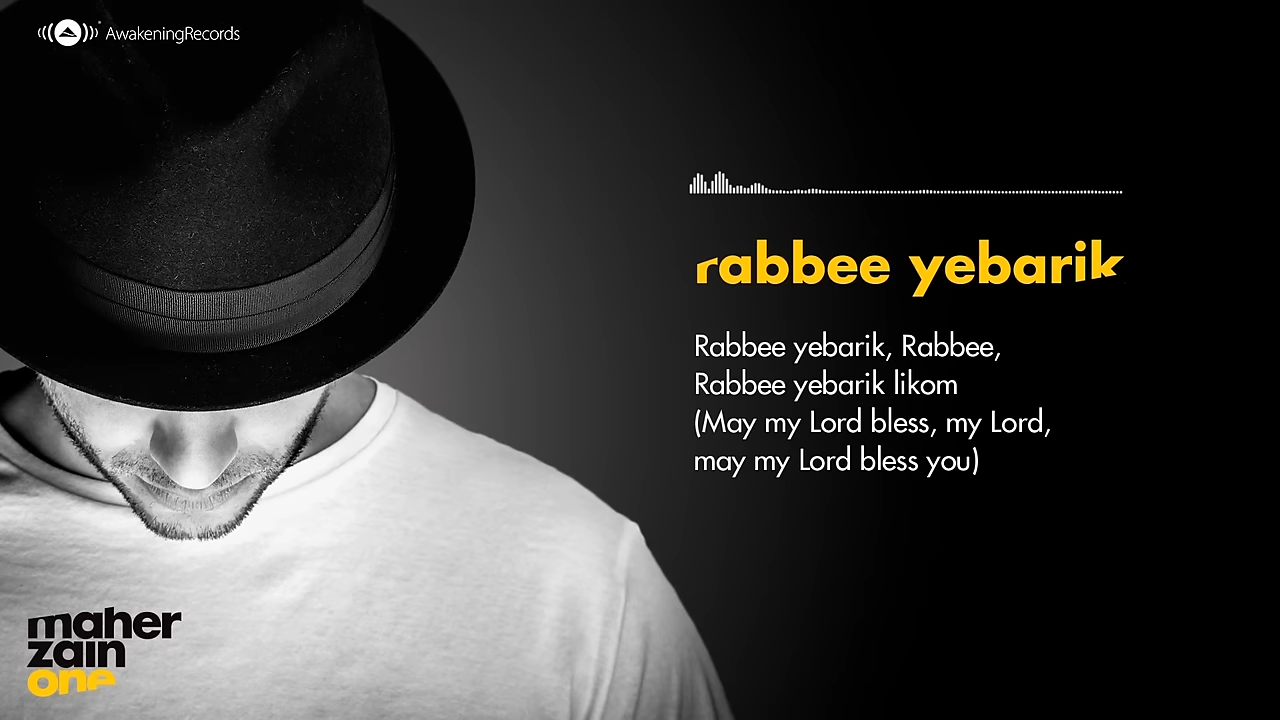 AwakeningRecords
rabbee yebarik
Rabbee yebarik, Rabbee,
Rabbee yebarik likom
(May my Lord bless, my Lord,
may my Lord bless you)
maher
zain
one